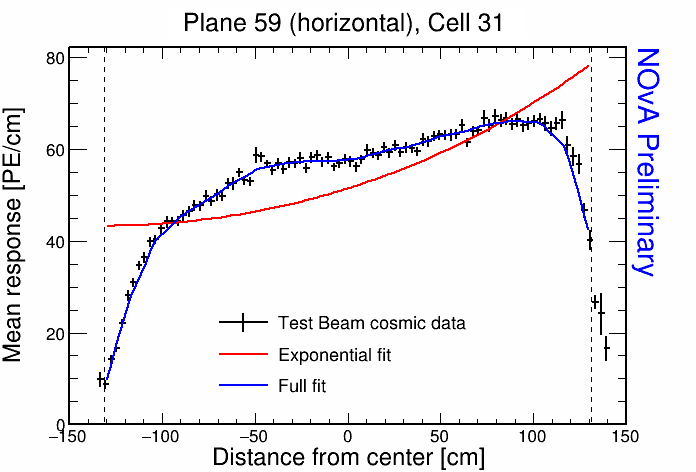 Plane 59 (horizontal), Cell 31
NOvA Preliminary
Mean response [PE/cm]
80
60
40
20
0
Test Beam cosmic data
Exponential fit
Full fit
−150 −100 −50 0 50 100 150
Distance from center [cm]